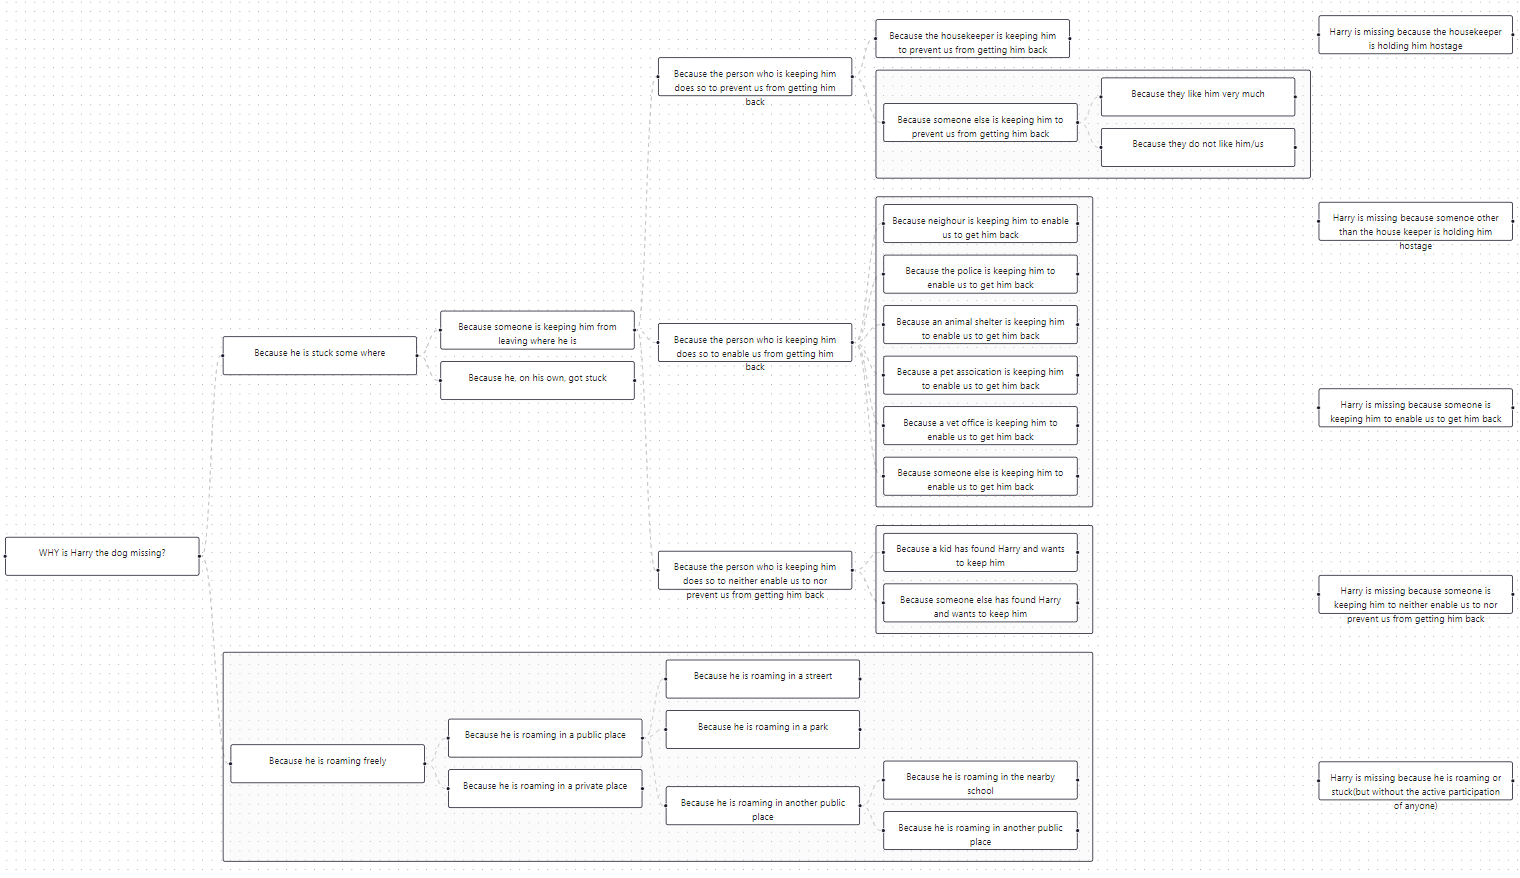 WHY is Harry the dog missing?
Because he is stuck some where
Because someone is keeping him from
leaving where he is
Because he, on his own, got stuck
Because the person who is keeping him
does so to prevent us from getting him
back
Because the housekeeper is keeping him
to prevent us from getting him back
Because someone else is keeping him to
prevent us from getting him back
Because they like him very much
Because they do not like him/us
Because the person who is keeping him
does so to enable us from getting him
back
Because neighour is keeping him to enable
us to get him back
Because the police is keeping him to
enable us to get him back
Because an animal shelter is keeping him
to enable us to get him back
Because a pet assoication is keeping him
to enable us to get him back
Because a vet office is keeping him to
enable us to get him back
Because someone else is keeping him to
enable us to get him back
Because the person who is keeping him
does so to neither enable us to nor
prevent us from getting him back
Because a kid has found Harry and wants
to keep him
Because someone else has found Harry
and wants to keep him
Because he is roaming freely
Because he is roaming in a public place
Because he is roaming in a private place
Because he is roaming in a streert
Because he is roaming in a park
Because he is roaming in another public
place
Because he is roaming in the nearby
school
Because he is roaming in another public
place
Harry is missing because the housekeeper
is holding him hostage
Harry is missing because somenoe other
than the house keeper is holding him
hostage
Harry is missing because someone is
keeping him to enable us to get him back
Harry is missing because someone is
keeping him to neither enable us to nor
prevent us from getting him back
Harry is missing because he is roaming or
stuck(but without the active participation
of anyone)